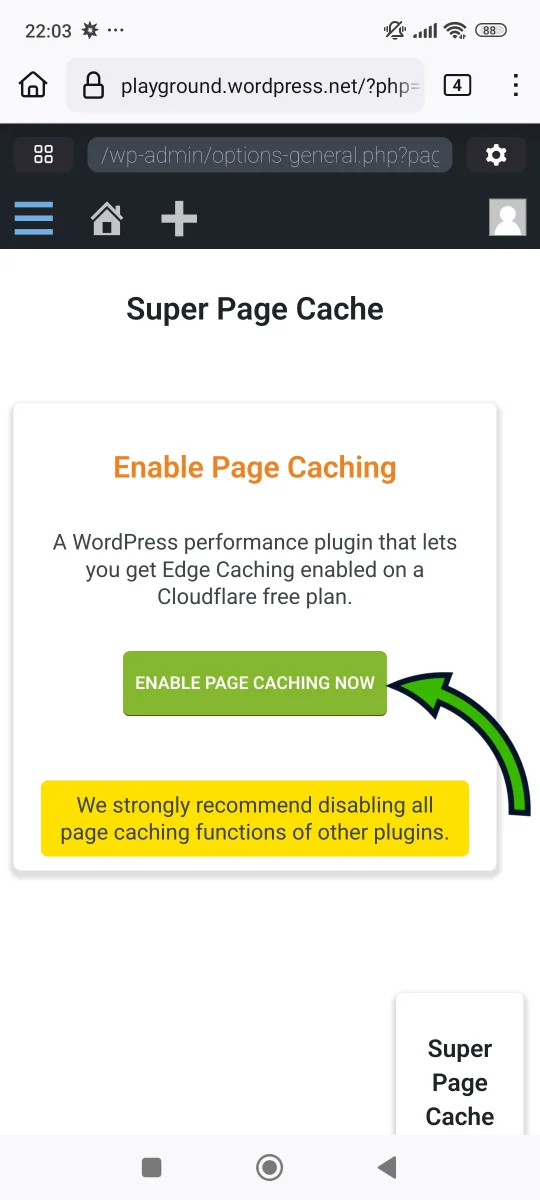 22:03
88
playground.wordpress.net/?php=
4
/wp-admin/options-general.php?pag
Super Page Cache
Enable Page Caching
A WordPress performance plugin that lets
you get Edge Caching enabled on a
Cloudflare free plan.
ENABLE PAGE CACHING NOW
We strongly recommend disabling all
page caching functions of other plugins.
Super
Page
Cache